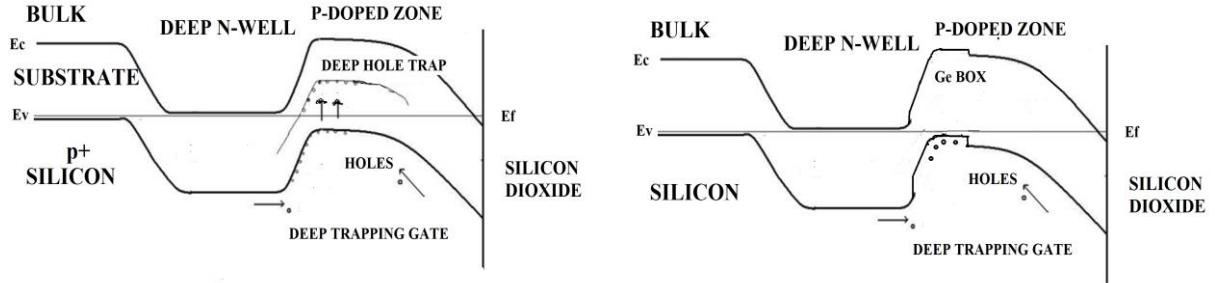 BULK
DEEP N-WELL
P-DOPED ZONE
Ec
SUBSTRATE
DEEP HOLE TRAP
Ev
Ef
p+
SILICON
HOLES
SILICON
DIOXIDE
DEEP TRAPPING GATE
BULK
DEEP N-WELL
P-DOPED ZONE
Ec
Ge BOX
Ev
Ef
SILICON
HOLES
SILICON
DIOXIDE
DEEP TRAPPING GATE